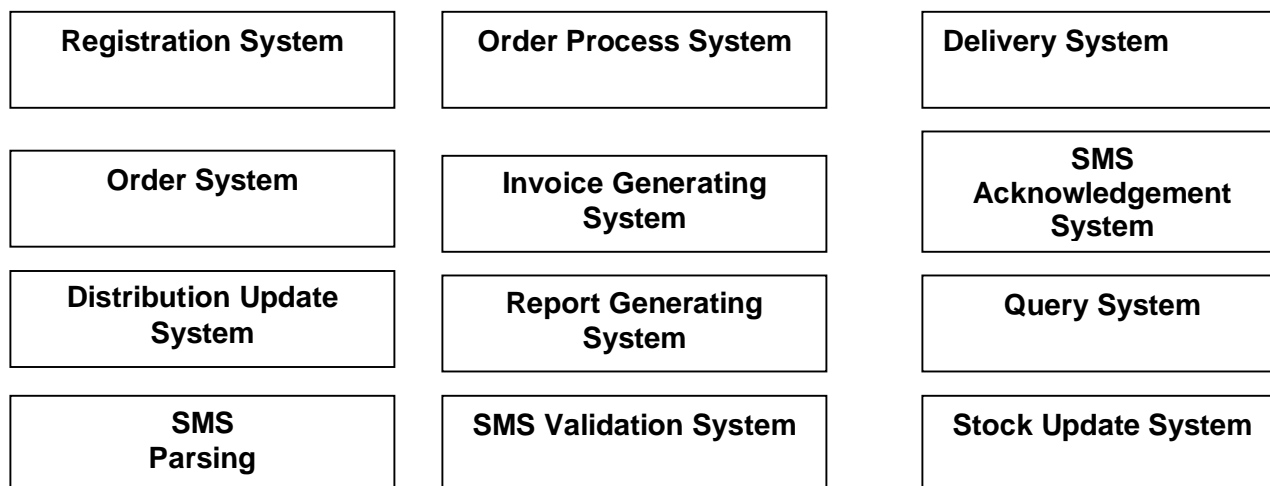 Registration System
Order Process System
Delivery System
Order System
Invoice Generating
System
SMS
Acknowledgement
System
Distribution Update
System
Report Generating
System
Query System
SMS
Parsing
SMS Validation System
Stock Update System